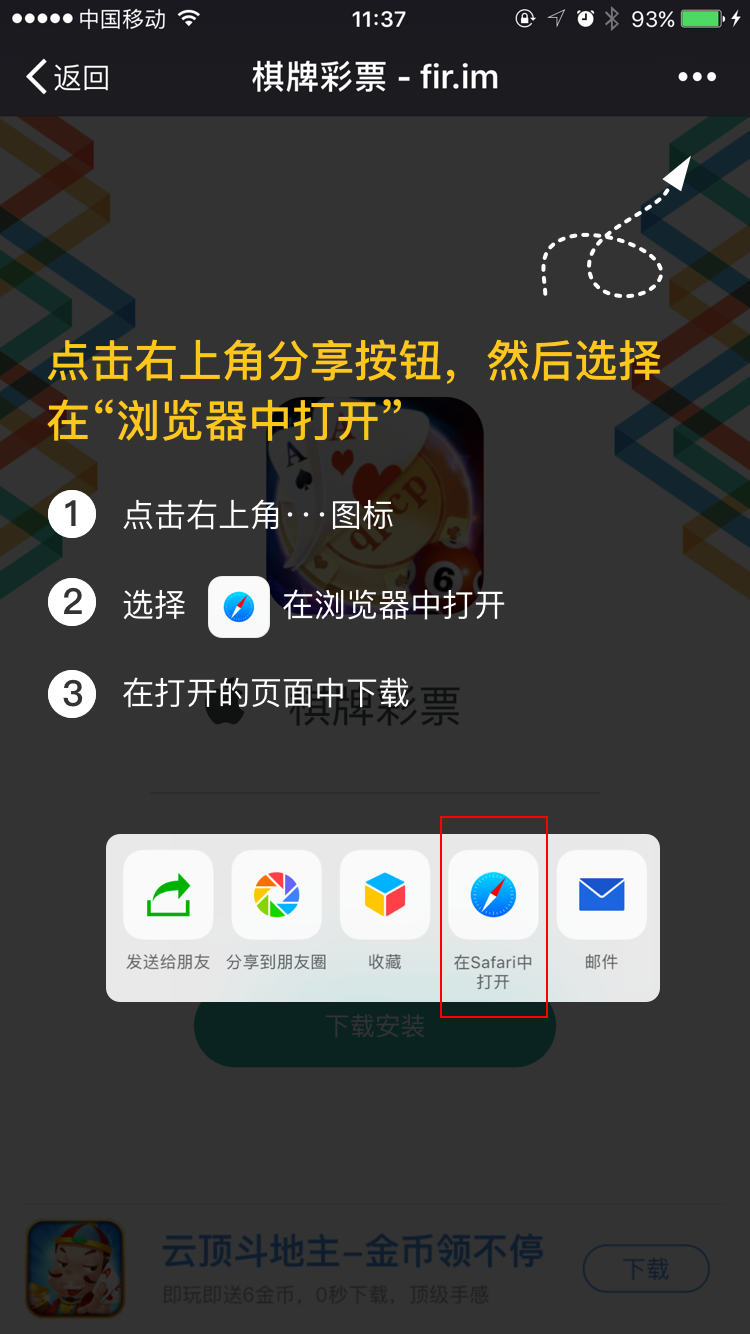 中国移动 11:37 93%
返回 棋牌彩票 - fir.im
点击右上角分享按钮，然后选择
在“浏览器中打开”
A
A
qpcp
6
1 点击右上角···图标
2 选择 在浏览器中打开
3 在打开的页面中下载
棋牌彩票
发送给朋友 分享到朋友圈 收藏 在Safari中 邮件
打开
下载安装
云顶斗地主–金币领不停
即玩即送6金币，0秒下载，顶级手感
下载